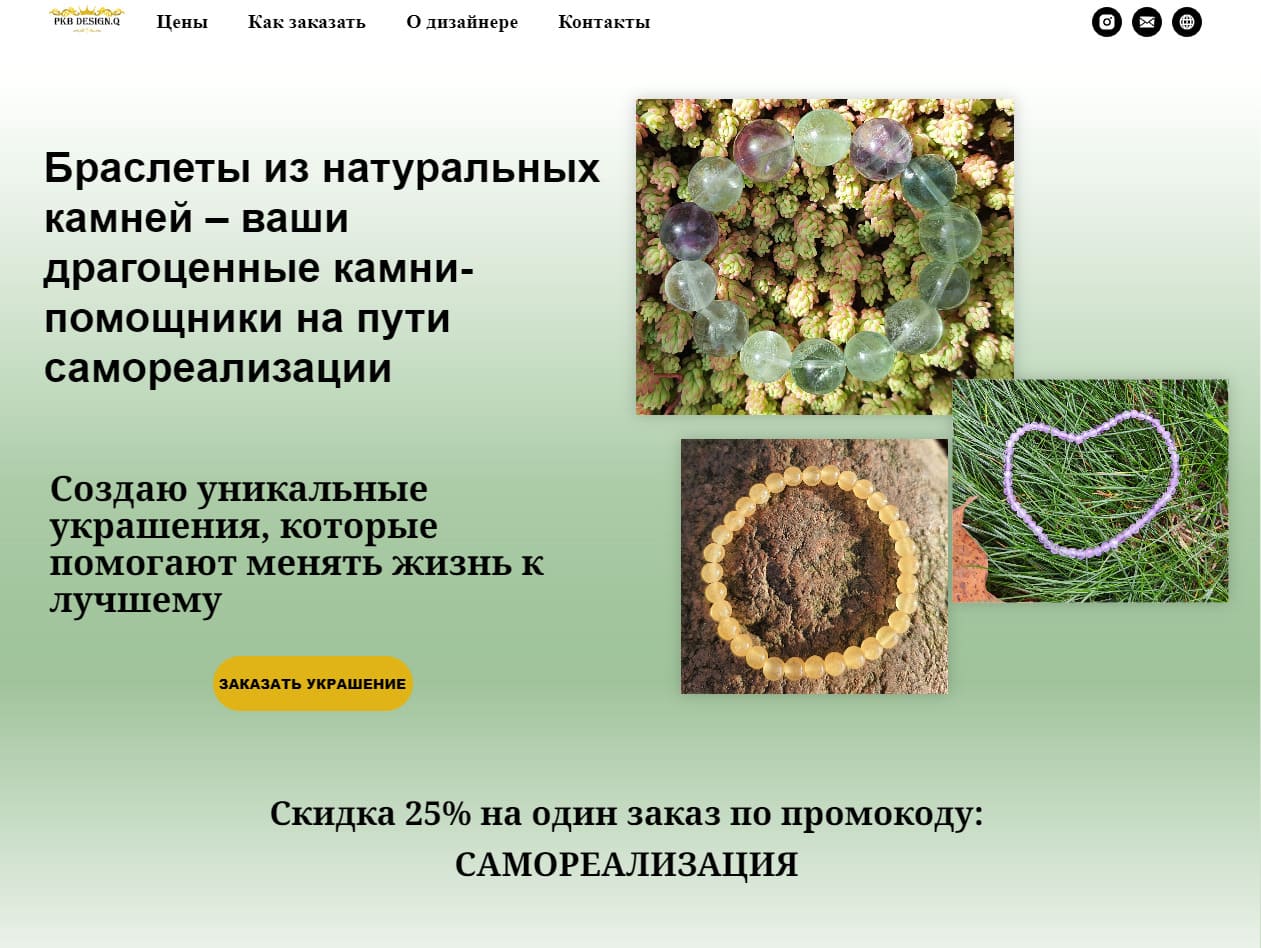 PKB DESIGN.Q
Цены
Как заказать
О дизайнере
Контакты
Браслеты из натуральных
камней – ваши
драгоценные камни-
помощники на пути
самореализации
Создаю уникальные
украшения, которые
помогают менять жизнь к
лучшему
ЗАКАЗАТЬ УКРАШЕНИЕ
Скидка 25% на один заказ по промокоду:
САМОРЕАЛИЗАЦИЯ